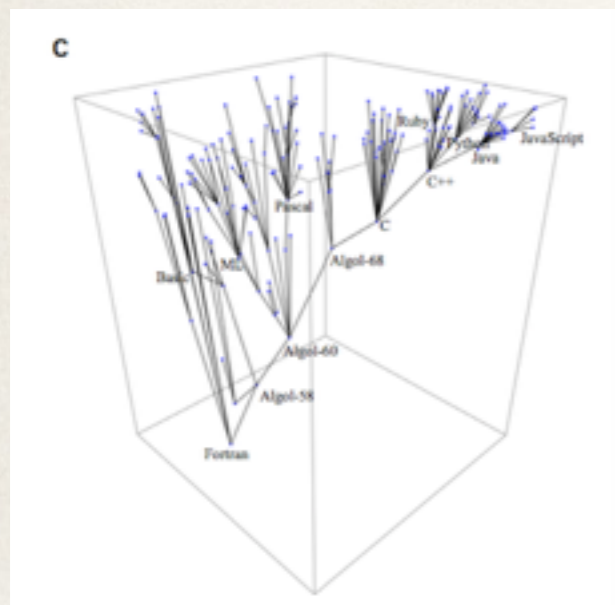 C
Ruby
Python
JavaScript
Java
C++
Pascal
C
Algol-68
ML
Basic
Algol-60
Algol-58
Fortran